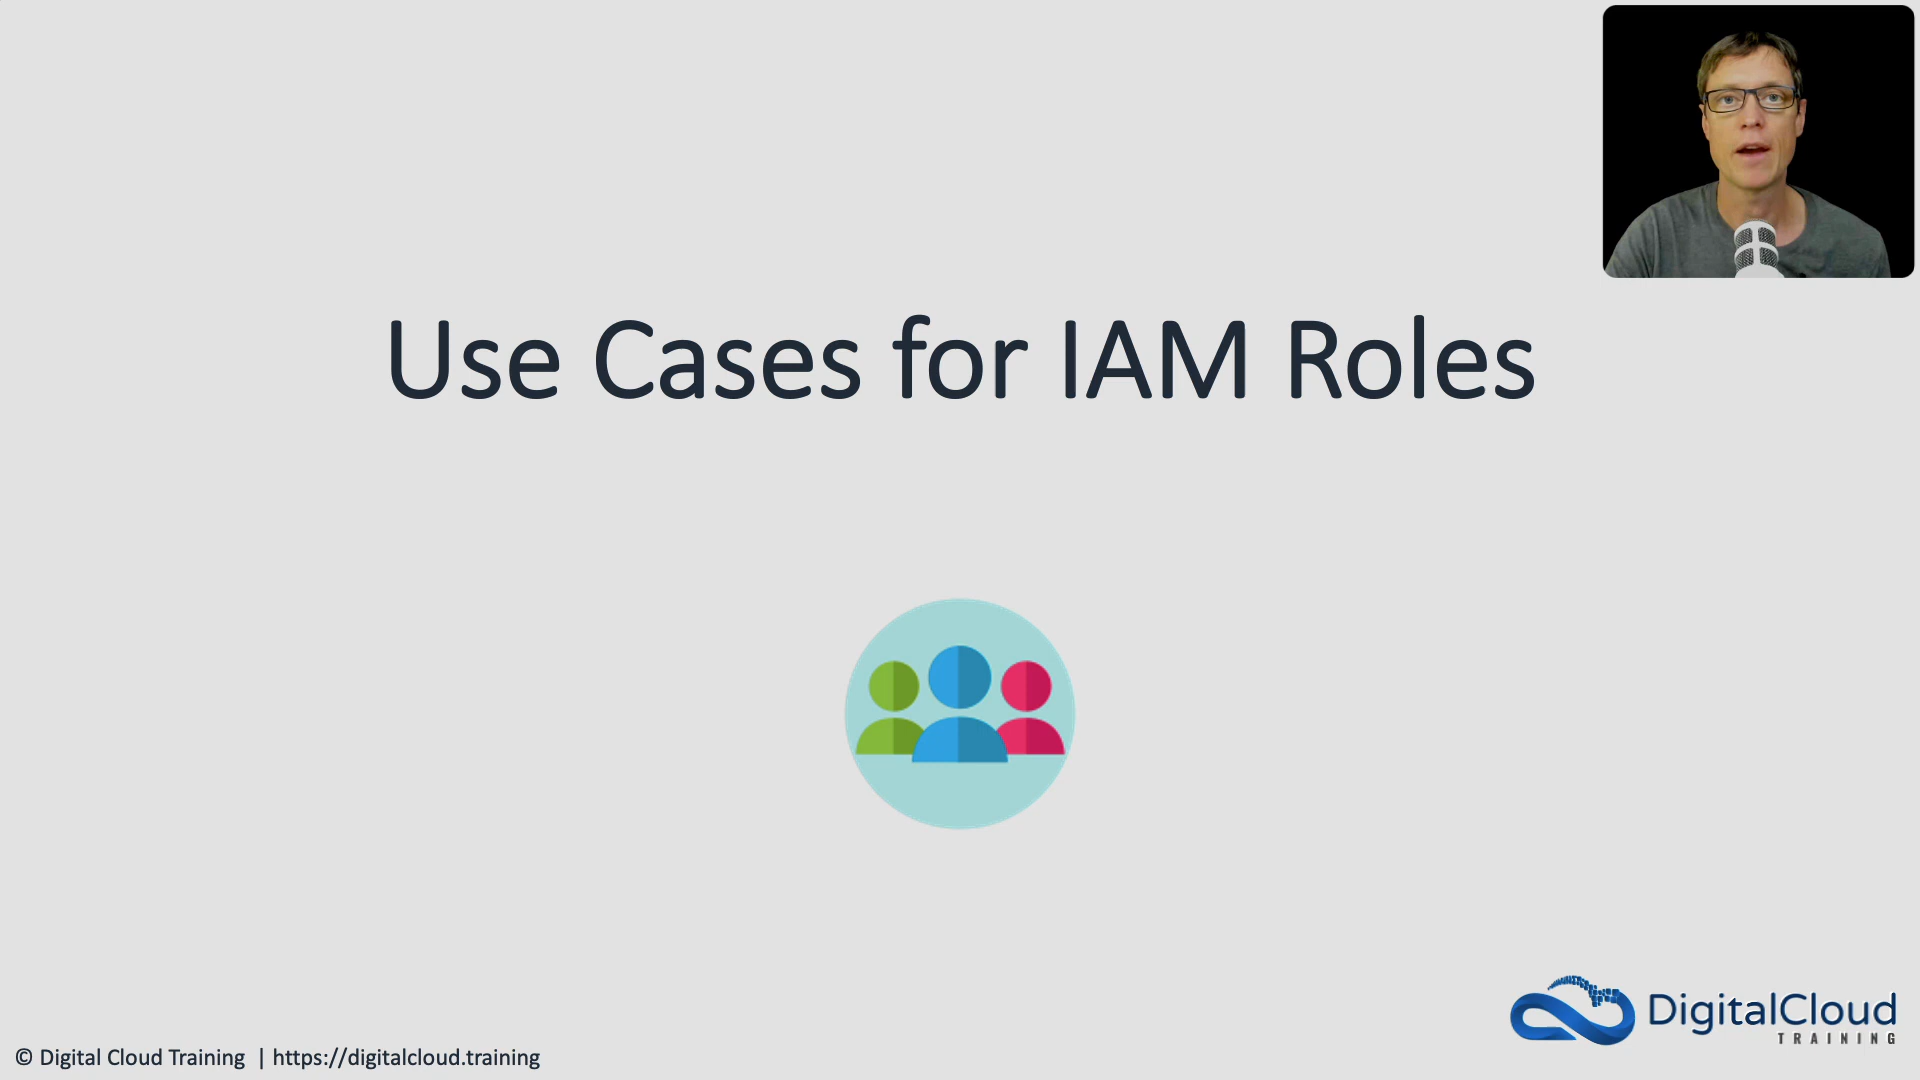 Use Cases for IAM Roles
DigitalCloud
TRAINING
© Digital Cloud Training | https://digitalcloud.training